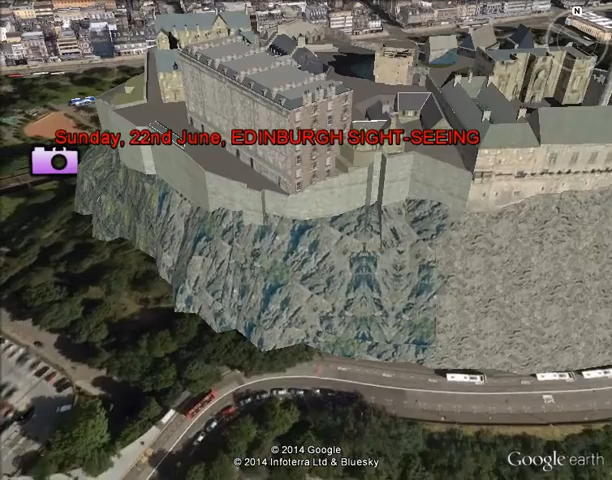 N
Sunday, 22nd June, EDINBURGH SIGHT-SEEING
© 2014 Google
© 2014 Infoterra Ltd & Bluesky
Google earth